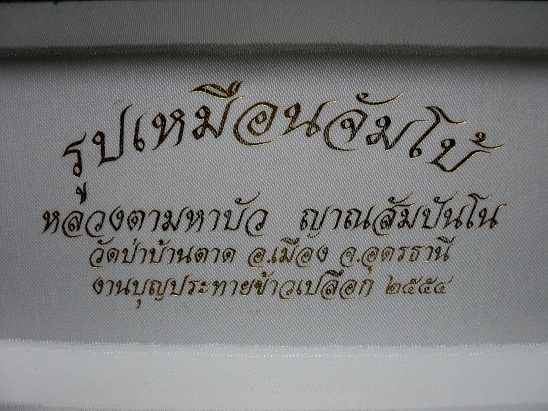 รูปเหมือนจัมโบ้
หลวงตามหาบัว ญาณสัมปันโน
วัดป่าบ้านตาด อ.เมือง จ.อุดรธานี
งานบุญประทายข้าวเปลือก ๒๕๕๔